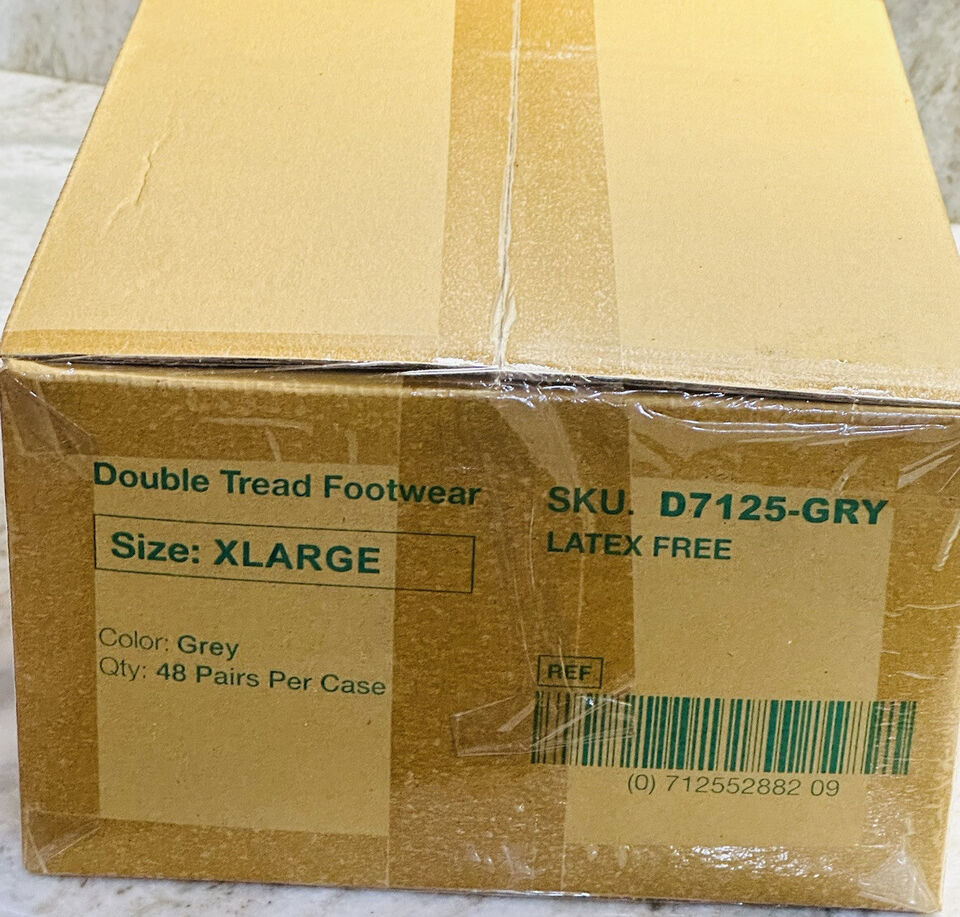 Double Tread Footwear
Size: XLARGE
Color: Grey
Qty: 48 Pairs Per Case
SKU. D7125-GRY
LATEX FREE
REF
(0) 712552882 09